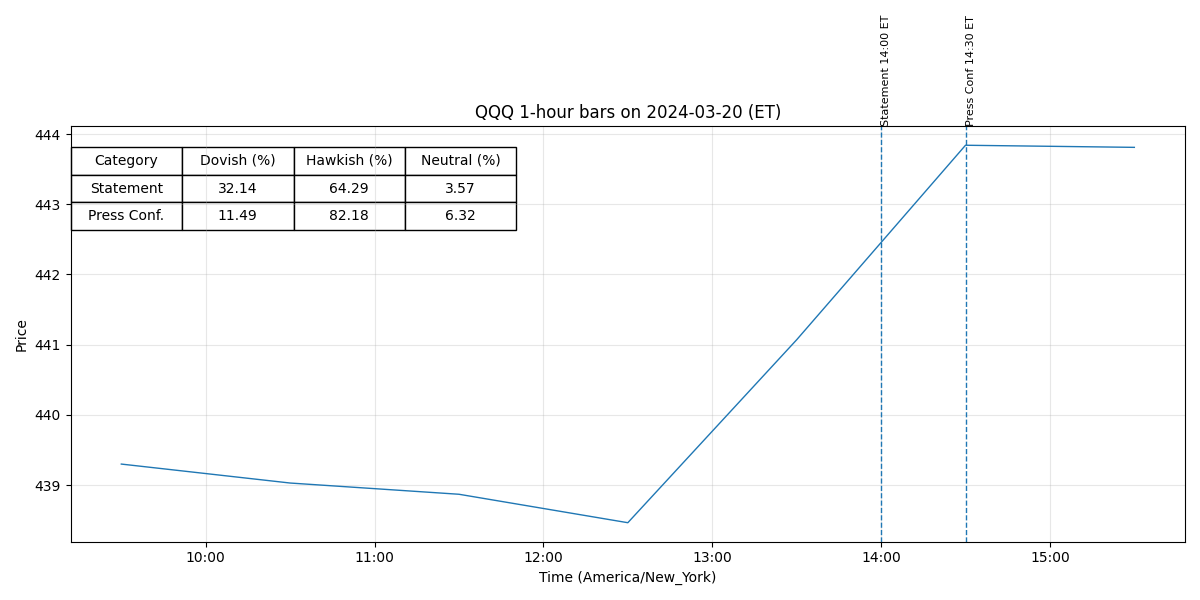 Statement 14:00 ET
Press Conf 14:30 ET
QQQ 1-hour bars on 2024-03-20 (ET)
Category Dovish (%) Hawkish (%) Neutral (%)
Statement 32.14 64.29 3.57
Press Conf. 11.49 82.18 6.32
444
443
442
441
440
439
Price
10:00 11:00 12:00 13:00 14:00 15:00
Time (America/New_York)